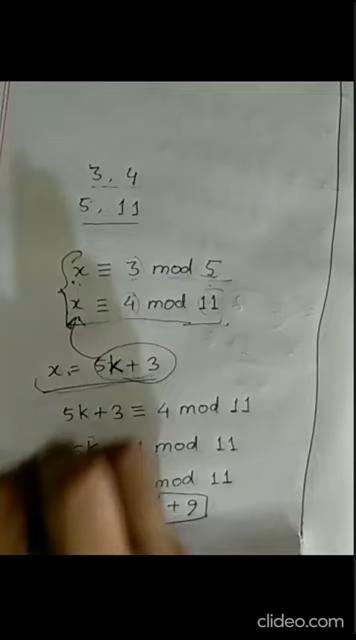 3, 4
5, 11
x ≡ 3 mod 5
x ≡ 4 mod 11
x = 5k + 3
5k + 3 ≡ 4 mod 11
mod 11
mod 11
+ 9
clideo.com